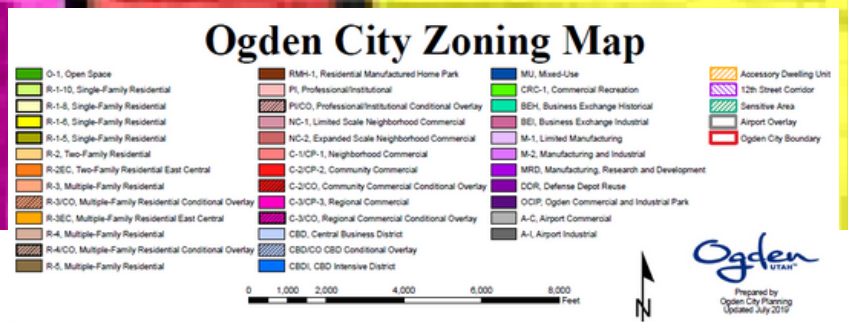 Ogden City Zoning Map
O-1, Open Space
R-1-10, Single-Family Residential
R-1-8, Single-Family Residential
R-1-6, Single-Family Residential
R-1-5, Single-Family Residential
R-2, Two-Family Residential
R-2EC, Two-Family Residential East Central
R-3, Multiple-Family Residential
R-3/CO, Multiple-Family Residential Conditional Overlay
R-3EC, Multiple-Family Residential East Central
R-4, Multiple-Family Residential
R-4/CO, Multiple-Family Residential Conditional Overlay
R-5, Multiple-Family Residential
RMH-1, Residential Manufactured Home Park
PI, Professional/Institutional
PI/CO, Professional/Institutional Conditional Overlay
NC-1, Limited Scale Neighborhood Commercial
NC-2, Expanded Scale Neighborhood Commercial
C-1/CP-1, Neighborhood Commercial
C-2/CP-2, Community Commercial
C-2/CO, Community Commercial Conditional Overlay
C-3/CP-3, Regional Commercial
C-3/CO, Regional Commercial Conditional Overlay
CBD, Central Business District
CBD/CO CBD Conditional Overlay
CBDI, CBD Intensive District
MU, Mixed-Use
CRC-1, Commercial Recreation
BEH, Business Exchange Historical
BEI, Business Exchange Industrial
M-1, Limited Manufacturing
M-2, Manufacturing and Industrial
MRD, Manufacturing, Research and Development
DDR, Defense Depot Reuse
OCIP, Ogden Commercial and Industrial Park
A-C, Airport Commercial
A-I, Airport Industrial
Accessory Dwelling Unit
12th Street Corridor
Sensitive Area
Airport Overlay
Ogden City Boundary
0 1,000 2,000 4,000 6,000 8,000
Feet
N
Ogden
UTAH™
Prepared by
Ogden City Planning
Updated July 2019